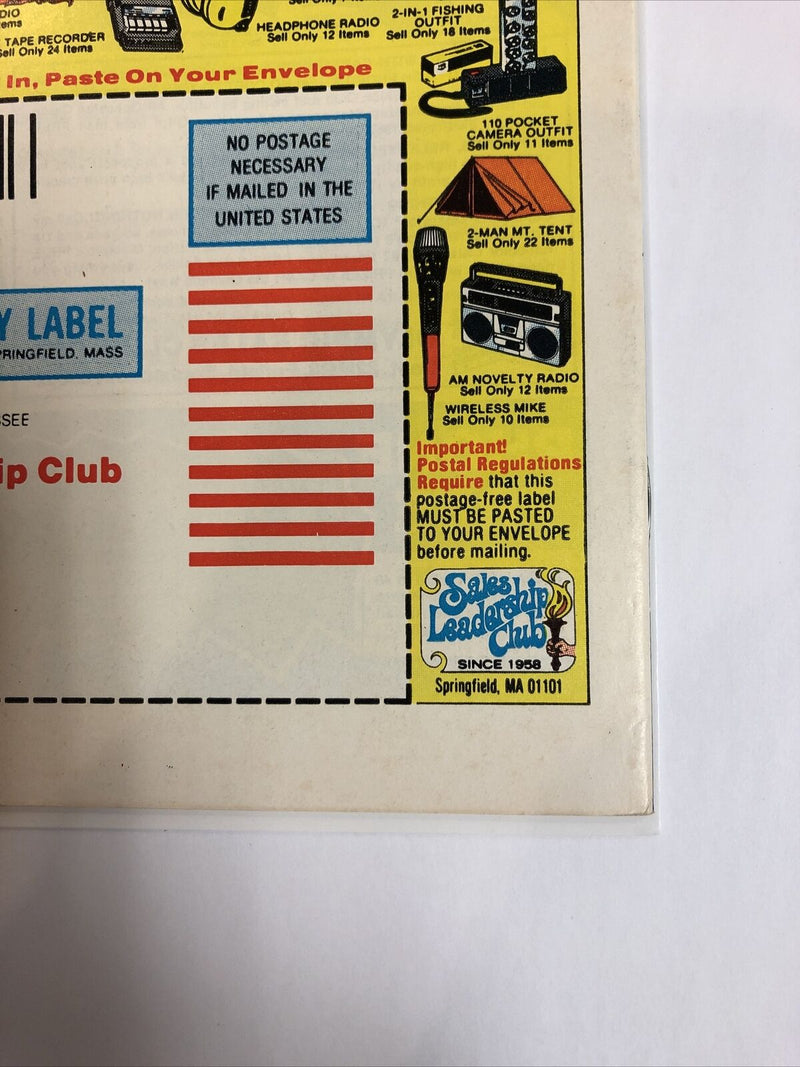 DIO
ems
TAPE RECORDER
Sell Only 24 Items
HEADPHONE RADIO
Sell Only 12 Items
2-IN-1 FISHING
OUTFIT
Sell Only 18 Items
In, Paste On Your Envelope
110 POCKET
CAMERA OUTFIT
Sell Only 11 Items
NO POSTAGE
NECESSARY
IF MAILED IN THE
UNITED STATES
2-MAN MT. TENT
Sell Only 22 Items
Y LABEL
PRINGFIELD, MASS
SSEE
ip Club
AM NOVELTY RADIO
Sell Only 12 Items
WIRELESS MIKE
Sell Only 10 Items
Important!
Postal Regulations
Require that this
postage-free label
MUST BE PASTED
TO YOUR ENVELOPE
before mailing.
Sales
Leadership
Club
SINCE 1958
Springfield, MA 01101